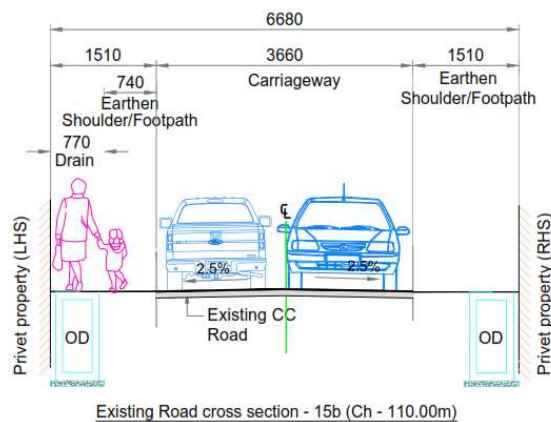 6680
1510
3660
1510
740
Carriageway
Earthen
Shoulder/Footpath
Earthen
Shoulder/Footpath
770
Drain
℄
2.5%
2.5%
Privet property (LHS)
Privet property (RHS)
Existing CC
Road
OD
OD
Existing Road cross section - 15b (Ch - 110.00m)